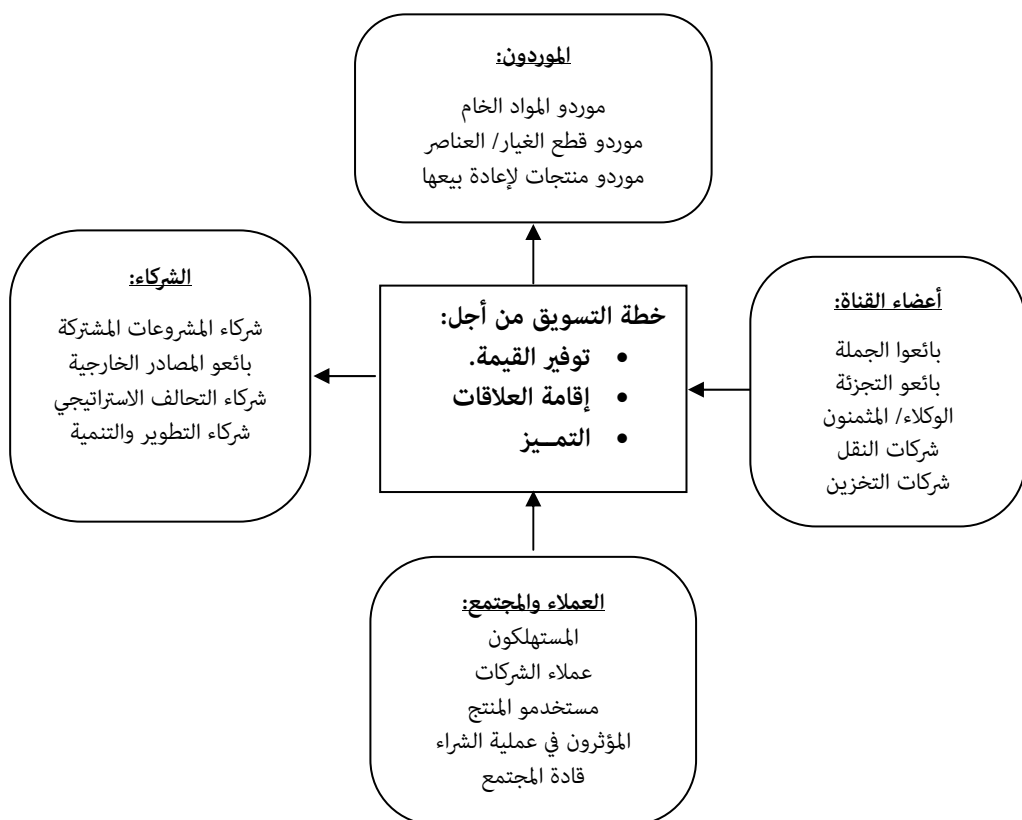 الموردون:
موردو المواد الخام
موردو قطع الغيار/ العناصر
موردو منتجات لإعادة بيعها
أعضاء القناة:
بائعوا الجملة
بائعو التجزئة
الوكلاء/ المثمنون
شركات النقل
شركات التخزين
خطة التسويق من أجل:
• توفير القيمة.
• إقامة العلاقات
• التمـــيز
الشركاء:
شركاء المشروعات المشتركة
بائعو المصادر الخارجية
شركاء التحالف الاستراتيجي
شركاء التطوير والتنمية
العملاء والمجتمع:
المستهلكون
عملاء الشركات
مستخدمو المنتج
المؤثرون في عملية الشراء
قادة المجتمع